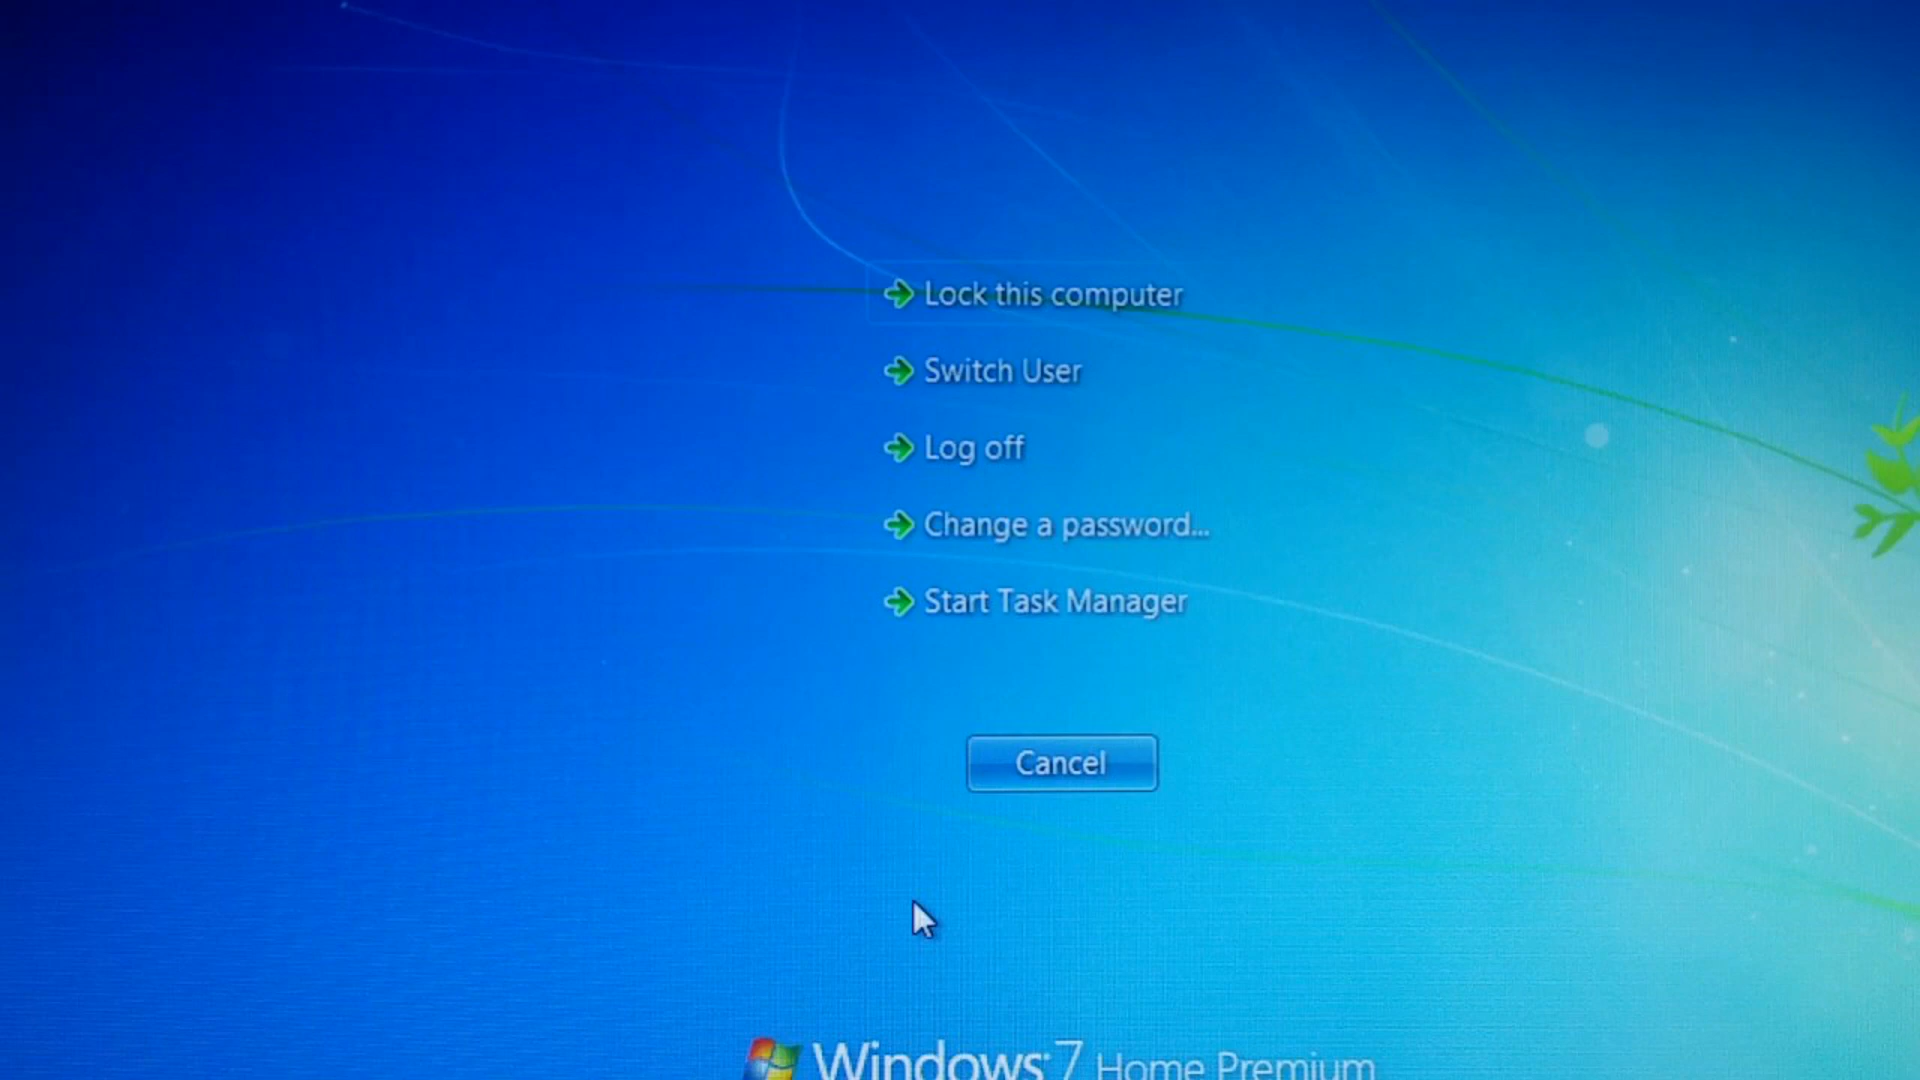 Lock this computer
Switch User
Log off
Change a password...
Start Task Manager
Cancel
Windows 7 Home Premium